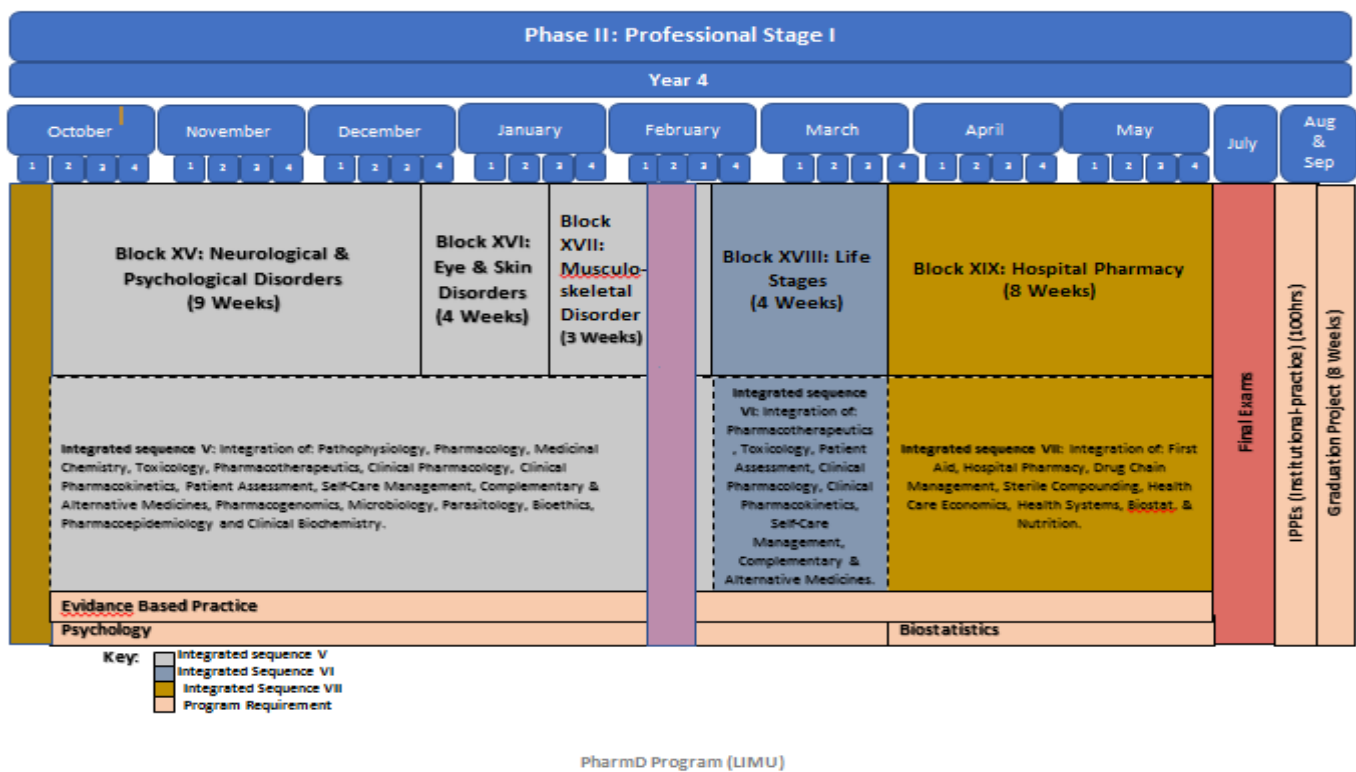 Phase II: Professional Stage I
Year 4
October November December January February March April May July Aug
&
Sep
1 2 3 4 1 2 3 4 1 2 3 4 1 2 3 4 1 2 3 4 1 2 3 4 1 2 3 4 1 2 3 4
Block XV: Neurological &
Psychological Disorders
(9 Weeks)
Block XVI:
Eye & Skin
Disorders
(4 Weeks)
Block
XVII:
Musculo-
skeletal
Disorder
(3 Weeks)
Block XVIII: Life
Stages
(4 Weeks)
Block XIX: Hospital Pharmacy
(8 Weeks)
Integrated sequence V: Integration of: Pathophysiology, Pharmacology, Medicinal
Chemistry, Toxicology, Pharmacotherapeutics, Clinical Pharmacology, Clinical
Pharmacokinetics, Patient Assessment, Self-Care Management, Complementary &
Alternative Medicines, Pharmacogenomics, Microbiology, Parasitology, Bioethics,
Pharmacoepidemiology and Clinical Biochemistry.
Integrated sequence
VI: Integration of:
Pharmacotherapeutics
, Toxicology, Patient
Assessment, Clinical
Pharmacology, Clinical
Pharmacokinetics,
Self-Care
Management,
Complementary &
Alternative Medicines.
Integrated sequence VII: Integration of: First
Aid, Hospital Pharmacy, Drug Chain
Management, Sterile Compounding, Health
Care Economics, Health Systems, Biostat, &
Nutrition.
Final Exams
IPPEs (Institutional-practice) (100hrs)
Graduation Project (8 Weeks)
Evidence Based Practice
Psychology
Biostatistics
Key:
Integrated sequence V
Integrated Sequence VI
Integrated Sequence VII
Program Requirement
PharmD Program (LIMU)